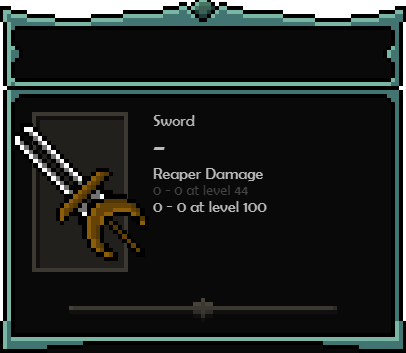 Sword
–
Reaper Damage
0 - 0 at level 44
0 - 0 at level 100